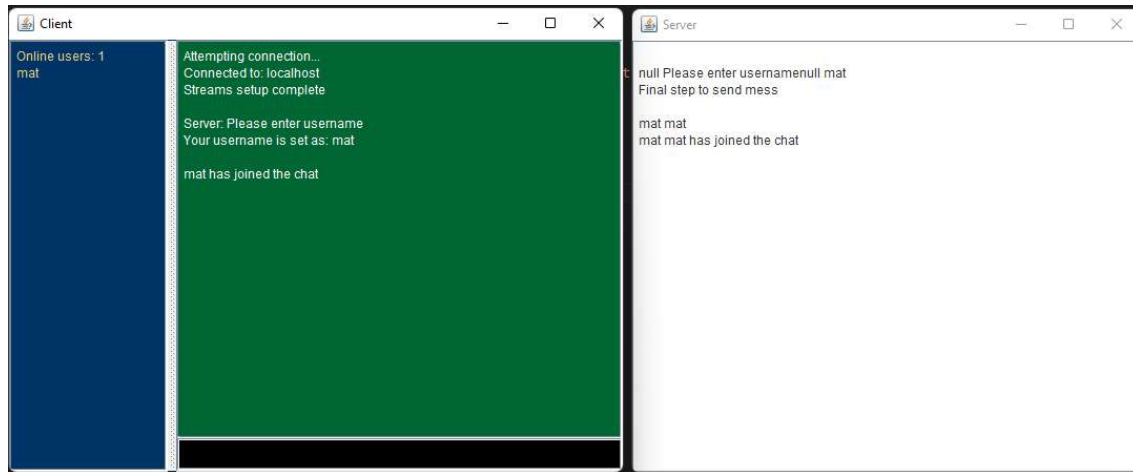 Client
Online users: 1
mat
Attempting connection...
Connected to: localhost
Streams setup complete
Server: Please enter username
Your username is set as: mat
mat has joined the chat
t
Server
null Please enter usernamenull mat
Final step to send mess
mat mat
mat mat has joined the chat